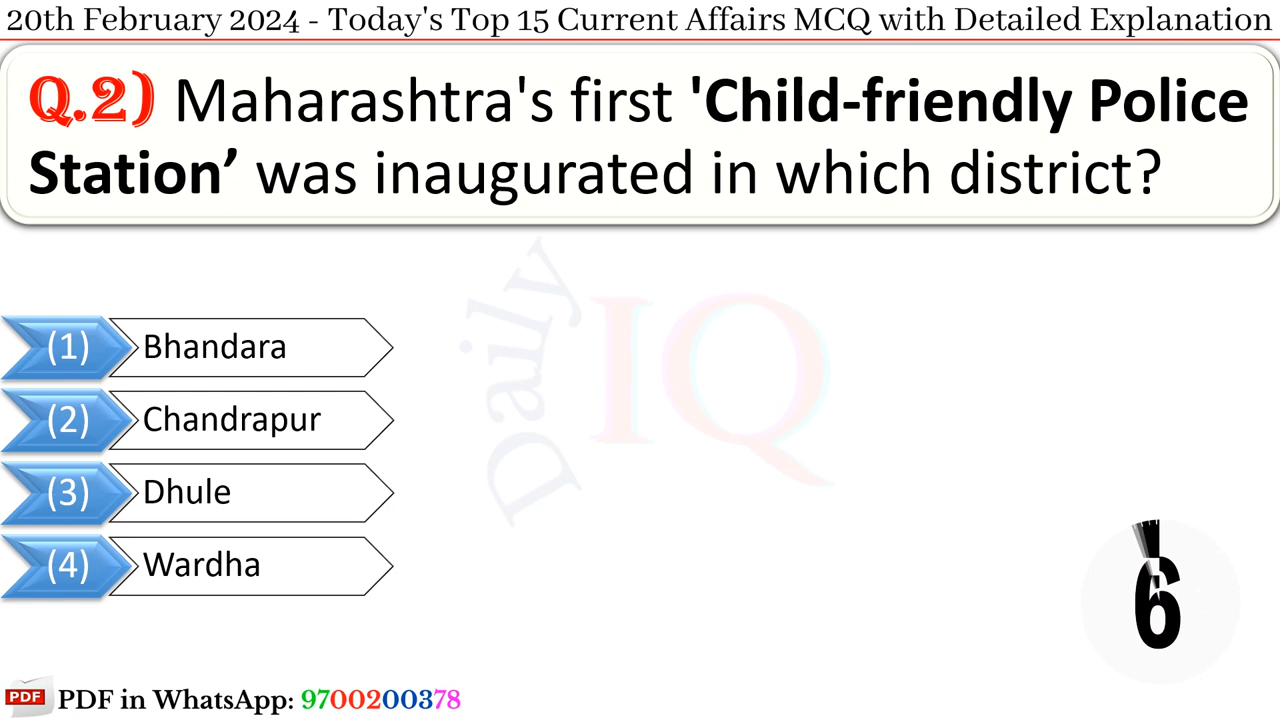 20th February 2024 - Today's Top 15 Current Affairs MCQ with Detailed Explanation
Q.2) Maharashtra's first 'Child-friendly Police
Station’ was inaugurated in which district?
Daily IQ
(1) Bhandara
(2) Chandrapur
(3) Dhule
(4) Wardha
6
PDF PDF in WhatsApp: 9700200378